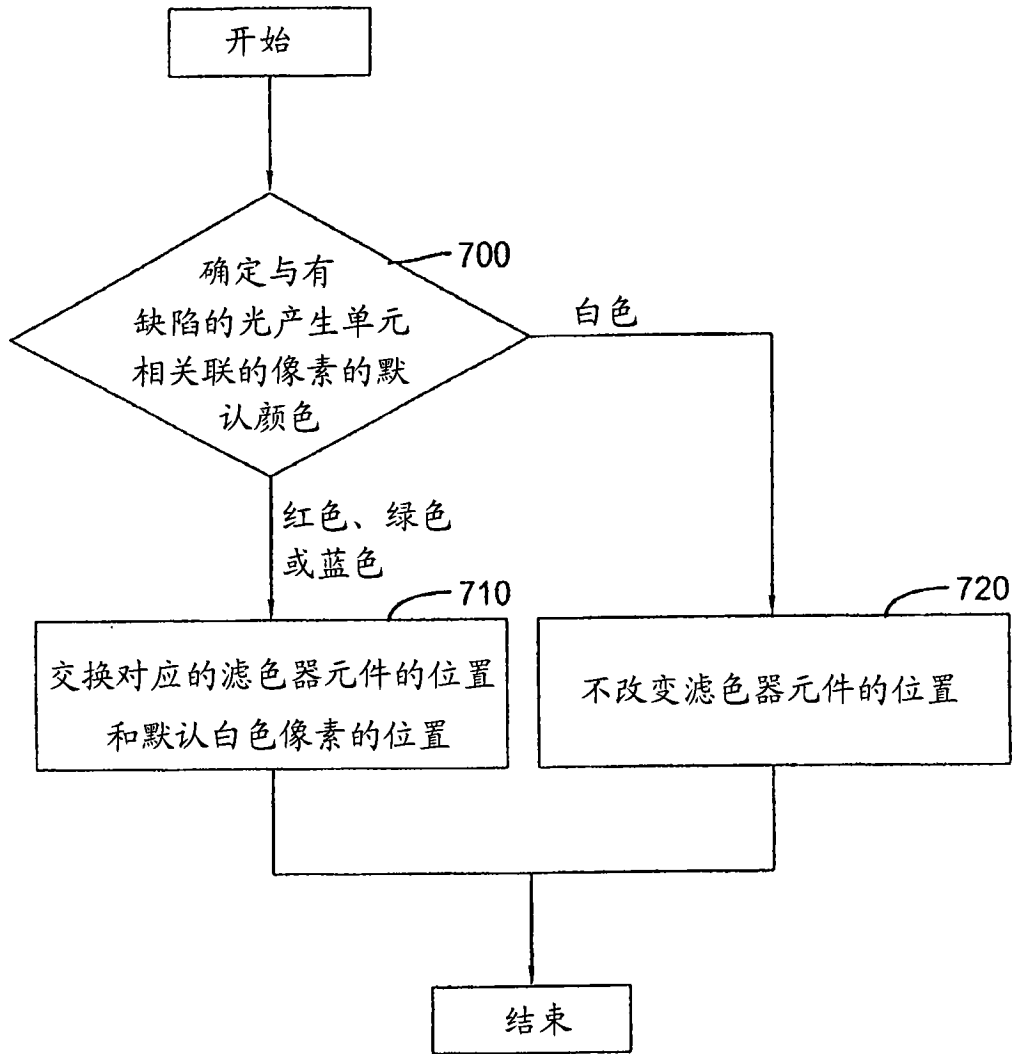 开始
700
确定与有
缺陷的光产生单元
相关联的像素的默
认颜色
白色
红色、绿色
或蓝色
710
720
交换对应的滤色器元件的位置
和默认白色像素的位置
不改变滤色器元件的位置
结束